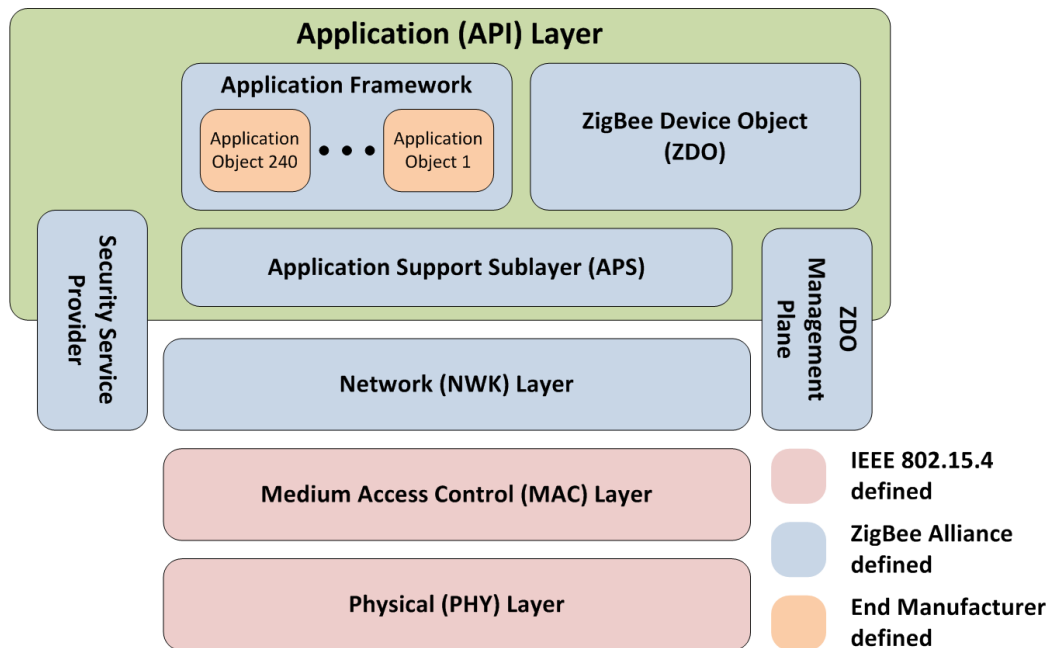 Application (API) Layer
Application Framework
Application
Object 240
Application
Object 1
ZigBee Device Object
(ZDO)
Security Service
Provider
Application Support Sublayer (APS)
ZDO
Management
Plane
Network (NWK) Layer
Medium Access Control (MAC) Layer
Physical (PHY) Layer
IEEE 802.15.4
defined
ZigBee Alliance
defined
End Manufacturer
defined